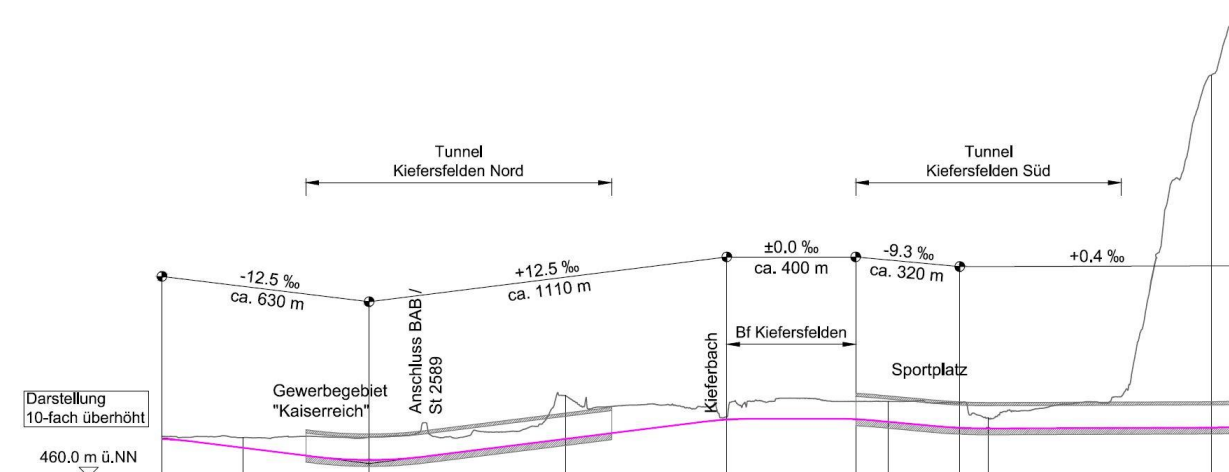 Tunnel
Kiefersfelden Nord
Tunnel
Kiefersfelden Süd
-12.5 ‰
ca. 630 m
+12.5 ‰
ca. 1110 m
±0.0 ‰
ca. 400 m
-9.3 ‰
ca. 320 m
+0,4 ‰
Anschluss BAB /
St 2589
Kieferbach
Bf Kiefersfelden
Sportplatz
Gewerbegebiet
"Kaiserreich"
Darstellung
10-fach überhöht
460.0 m ü.NN